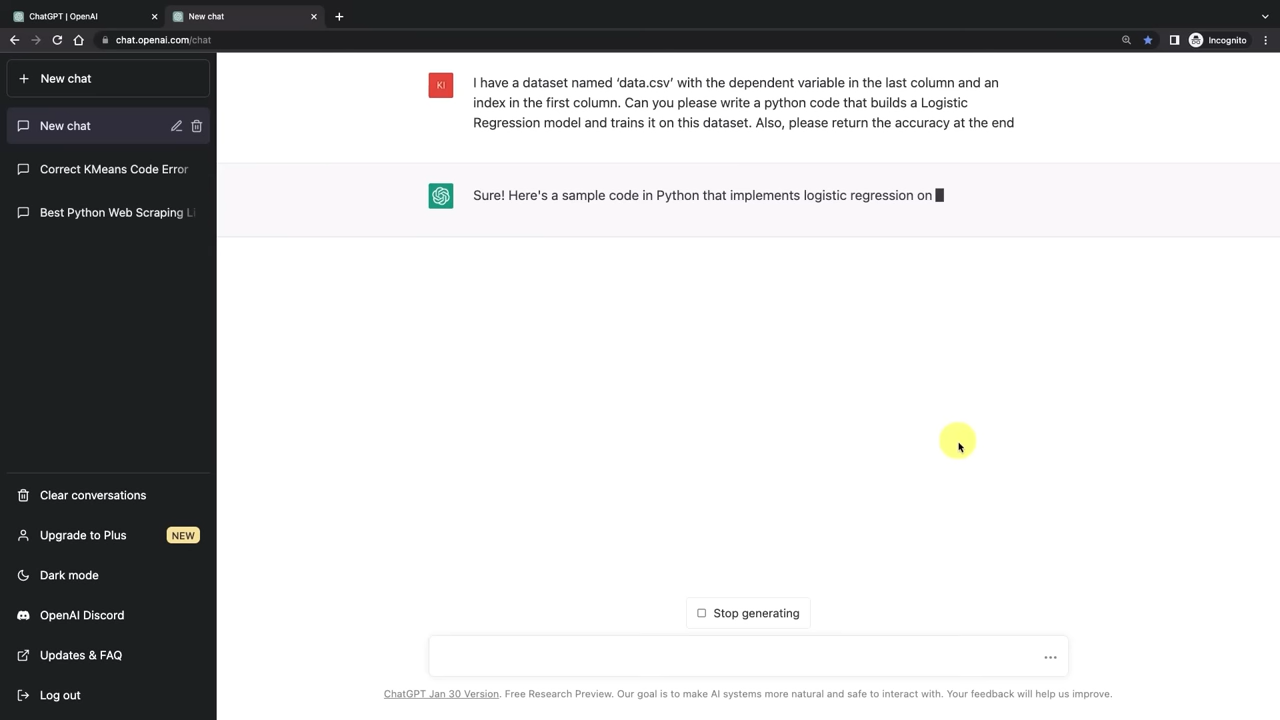 ChatGPT | OpenAI
New chat
chat.openai.com/chat
Incognito
New chat
New chat
Correct KMeans Code Error
Best Python Web Scraping Li
Clear conversations
Upgrade to Plus
NEW
Dark mode
OpenAI Discord
Updates & FAQ
Log out
KI
I have a dataset named ‘data.csv’ with the dependent variable in the last column and an
index in the first column. Can you please write a python code that builds a Logistic
Regression model and trains it on this dataset. Also, please return the accuracy at the end
Sure! Here's a sample code in Python that implements logistic regression on
Stop generating
ChatGPT Jan 30 Version. Free Research Preview. Our goal is to make AI systems more natural and safe to interact with. Your feedback will help us improve.